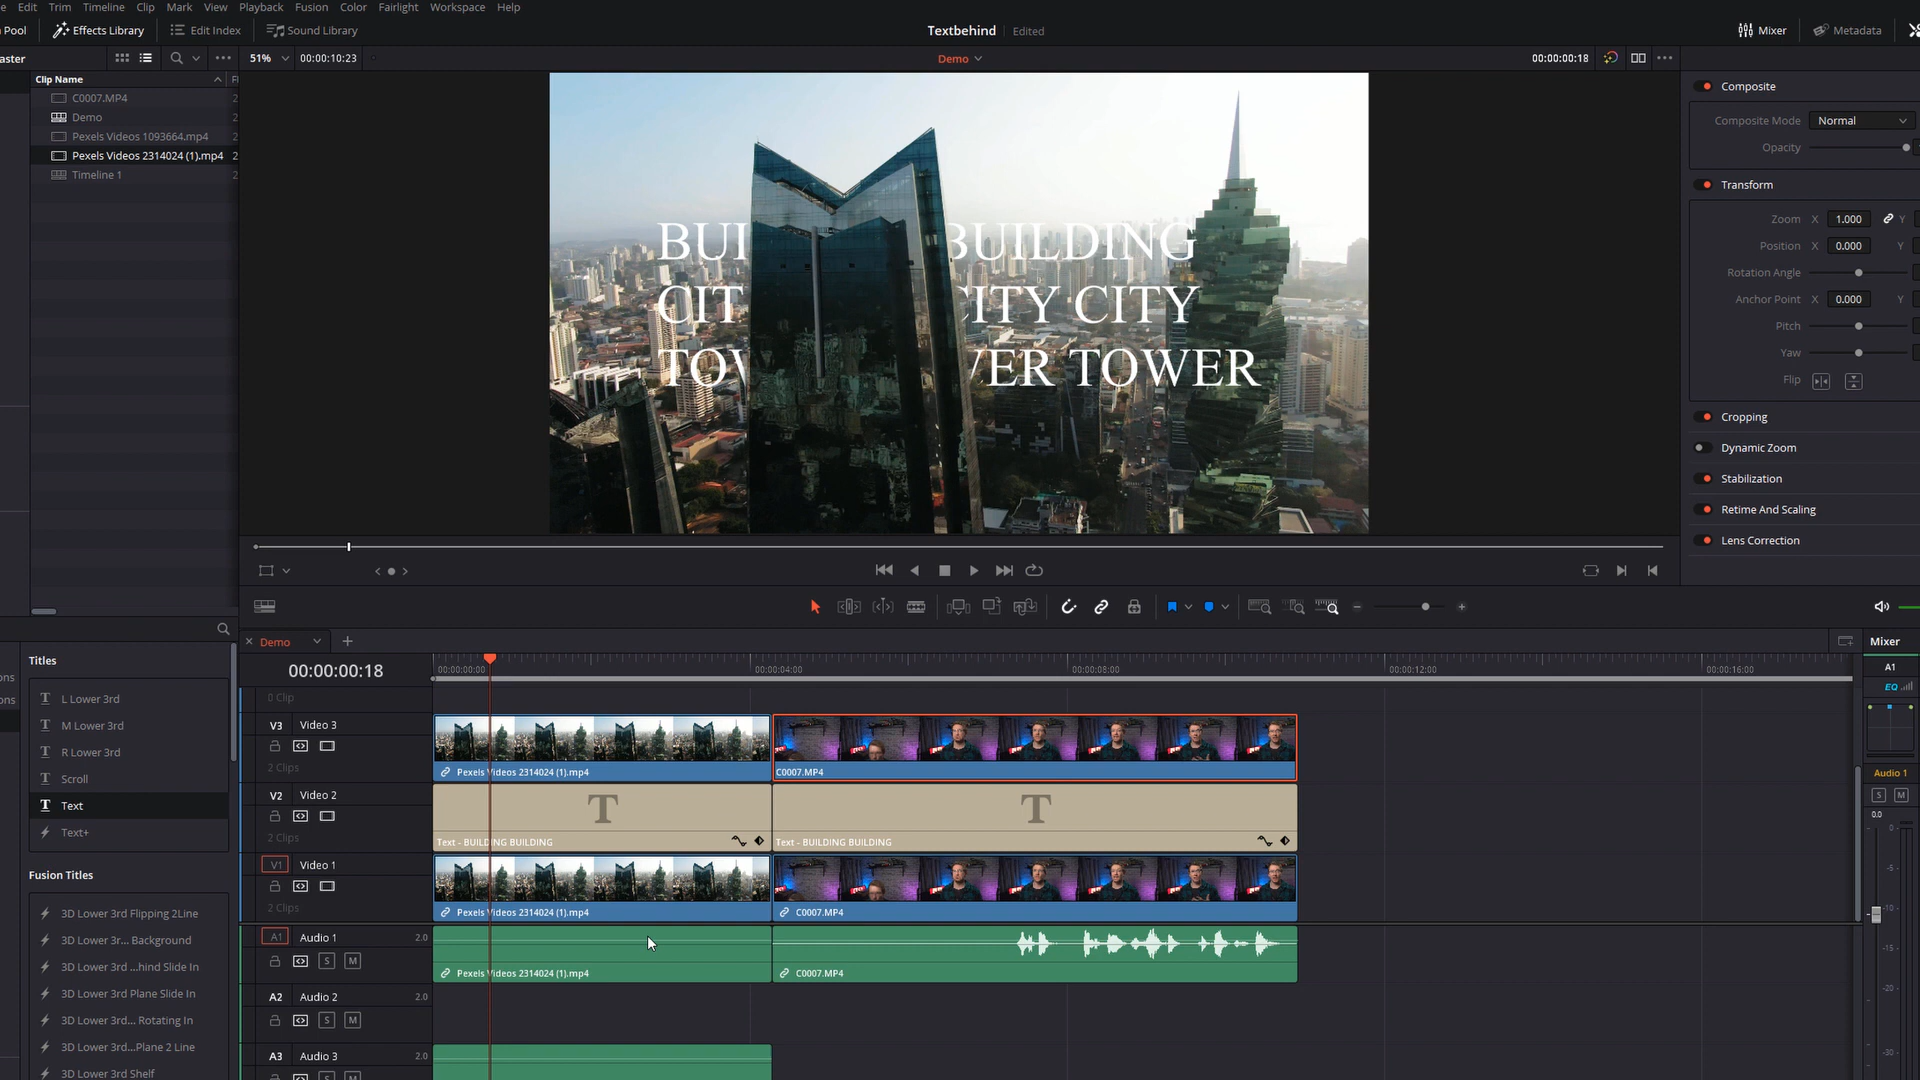 Edit Trim Timeline Clip Mark View Playback Fusion Color Fairlight Workspace Help
Pool Effects Library Edit Index Sound Library Textbehind Edited Mixer Metadata
aster 51% 00:00:10:23 Demo 00:00:00:18
Clip Name
C0007.MP4 2
Demo 2
Pexels Videos 1093664.mp4 2
Pexels Videos 2314024 (1).mp4 2
Timeline 1 2
BUI BUILDING
CIT CITY CITY
TOW WER TOWER
Composite
Composite Mode Normal
Opacity
Transform
Zoom X 1.000 Y
Position X 0.000 Y
Rotation Angle
Anchor Point X 0.000 Y
Pitch
Yaw
Flip
Cropping
Dynamic Zoom
Stabilization
Retime And Scaling
Lens Correction
Demo
00:00:00:18
00:00:00:00 00:00:04:00 00:00:08:00 00:00:12:00 00:00:16:00
0 Clip
V3 Video 3
2 Clips
Pexels Videos 2314024 (1).mp4 C0007.MP4
V2 Video 2
2 Clips
T T
Text - BUILDING BUILDING Text - BUILDING BUILDING
V1 Video 1
2 Clips
Pexels Videos 2314024 (1).mp4 C0007.MP4
A1 Audio 1 2.0
S M
Pexels Videos 2314024 (1).mp4 C0007.MP4
A2 Audio 2 2.0
S M
A3 Audio 3 2.0
Titles
L Lower 3rd
M Lower 3rd
R Lower 3rd
Scroll
Text
Text+
Fusion Titles
3D Lower 3rd Flipping 2Line
3D Lower 3r... Background
3D Lower 3rd ...hind Slide In
3D Lower 3rd Plane Slide In
3D Lower 3rd... Rotating In
3D Lower 3rd...Plane 2 Line
3D Lower 3rd Shelf
Mixer
A1
EQ
Audio 1
S M
0.0
0
-5
-10
-15
-20
-30